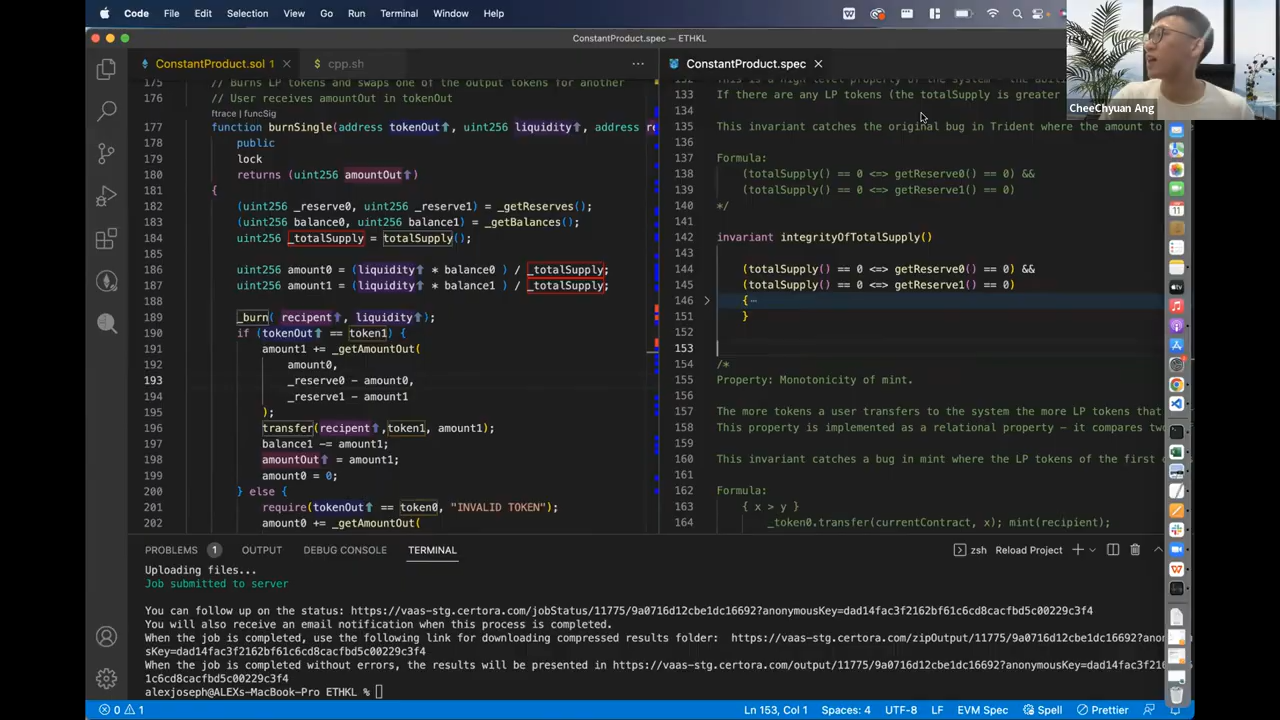 Code File Edit Selection View Go Run Terminal Window Help
ConstantProduct.spec — ETHKL
ConstantProduct.sol 1
cpp.sh
175 // Burns LP tokens and swaps one of the output tokens for another
176 // User receives amountOut in tokenOut
ftrace | funcSig
177 function burnSingle(address tokenOut↑, uint256 liquidity↑, address re
178 public
179 lock
180 returns (uint256 amountOut↑)
181 {
182 (uint256 _reserve0, uint256 _reserve1) = _getReserves();
183 (uint256 balance0, uint256 balance1) = _getBalances();
184 uint256 _totalSupply = totalSupply();
185
186 uint256 amount0 = (liquidity↑ * balance0 ) / _totalSupply;
187 uint256 amount1 = (liquidity↑ * balance1 ) / _totalSupply;
188
189 _burn( recipent↑, liquidity↑);
190 if (tokenOut↑ == token1) {
191 amount1 += _getAmountOut(
192 amount0,
193 _reserve0 - amount0,
194 _reserve1 - amount1
195 );
196 transfer(recipent↑,token1, amount1);
197 balance1 -= amount1;
198 amountOut↑ = amount1;
199 amount0 = 0;
200 } else {
201 require(tokenOut↑ == token0, "INVALID TOKEN");
202 amount0 += _getAmountOut(
ConstantProduct.spec
133 If there are any LP tokens (the totalSupply is greater
134
135 This invariant catches the original bug in Trident where the amount to
136
137 Formula:
138 (totalSupply() == 0 <=> getReserve0() == 0) &&
139 (totalSupply() == 0 <=> getReserve1() == 0)
140 */
141
142 invariant integrityOfTotalSupply()
143
144 (totalSupply() == 0 <=> getReserve0() == 0) &&
145 (totalSupply() == 0 <=> getReserve1() == 0)
146 {…
151 }
152
153
154 /*
155 Property: Monotonicity of mint.
156
157 The more tokens a user transfers to the system the more LP tokens that
158 This property is implemented as a relational property - it compares two
159
160 This invariant catches a bug in mint where the LP tokens of the first
161
162 Formula:
163 { x > y }
164 _token0.transfer(currentContract, x); mint(recipient);
CheeChyuan Ang
PROBLEMS 1 OUTPUT DEBUG CONSOLE TERMINAL
zsh Reload Project
Uploading files...
Job submitted to server
You can follow up on the status: https://vaas-stg.certora.com/jobStatus/11775/9a0716d12cbe1dc16692?anonymousKey=dad14fac3f2162bf61c6cd8cacfbd5c00229c3f4
You will also receive an email notification when this process is completed.
When the job is completed, use the following link for downloading compressed results folder: https://vaas-stg.certora.com/zipOutput/11775/9a0716d12cbe1dc16692?anonymou
sKey=dad14fac3f2162bf61c6cd8cacfbd5c00229c3f4
When the job is completed without errors, the results will be presented in https://vaas-stg.certora.com/output/11775/9a0716d12cbe1dc16692?anonymousKey=dad14fac3f2162bf6
1c6cd8cacfbd5c00229c3f4
alexjoseph@ALEXs-MacBook-Pro ETHKL %
0 1
Ln 153, Col 1 Spaces: 4 UTF-8 LF EVM Spec Spell Prettier